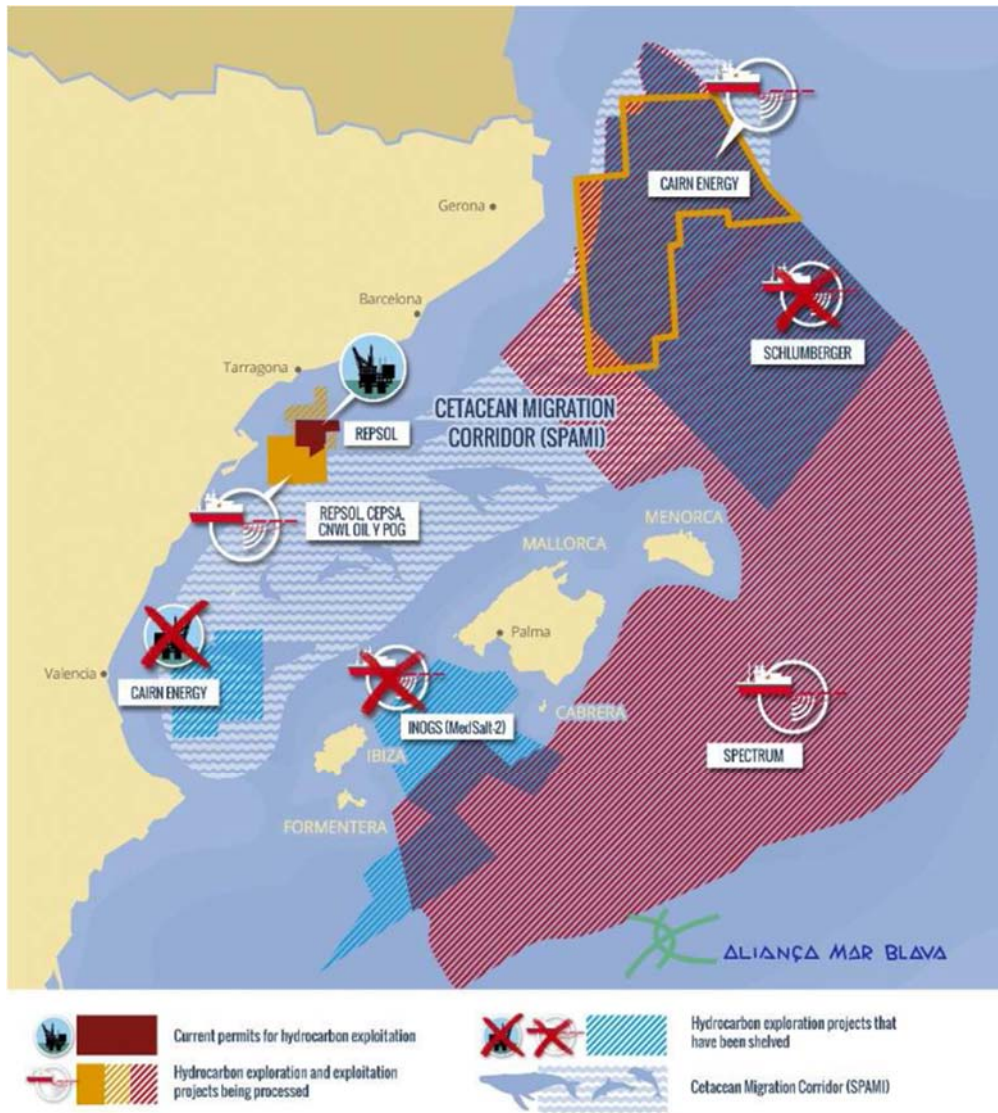 CAIRN ENERGY
Gerona
SCHLUMBERGER
Barcelona
Tarragona
CETACEAN MIGRATION
CORRIDOR (SPAMI)
REPSOL
REPSOL, CEPSA,
CNWL OIL Y POG
MENORCA
MALLORCA
Palma
Valencia
CAIRN ENERGY
INOGS (MedSalt-2)
CABRERA
IBIZA
SPECTRUM
FORMENTERA
ALIANÇA MAR BLAVA
Current permits for hydrocarbon exploitation
Hydrocarbon exploration and exploitation
projects being processed
Hydrocarbon exploration projects that
have been shelved
Cetacean Migration Corridor (SPAMI)